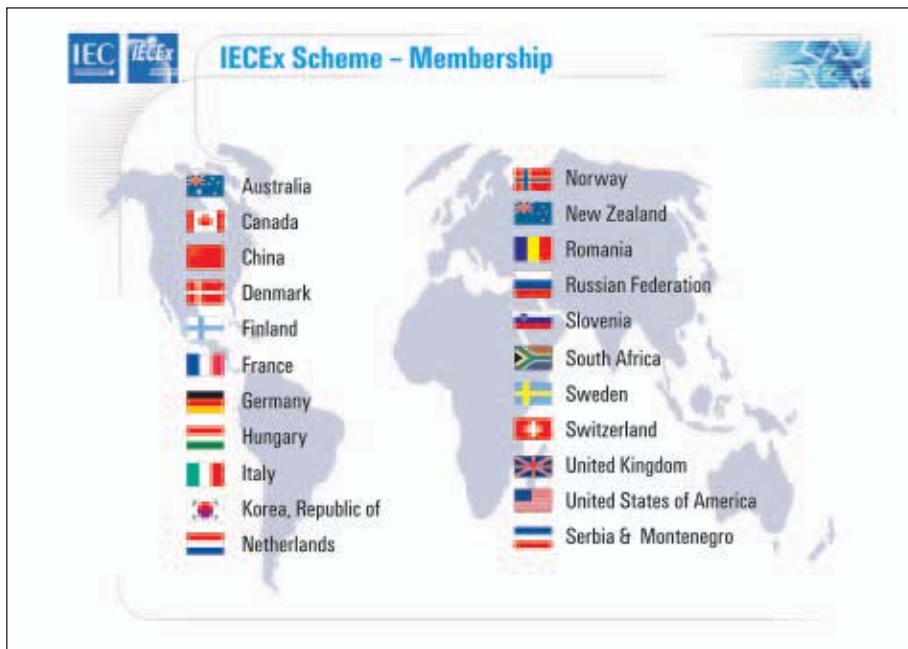 IEC IECEx
IECEx Scheme – Membership
Australia
Canada
China
Denmark
Finland
France
Germany
Hungary
Italy
Korea, Republic of
Netherlands
Norway
New Zealand
Romania
Russian Federation
Slovenia
South Africa
Sweden
Switzerland
United Kingdom
United States of America
Serbia & Montenegro